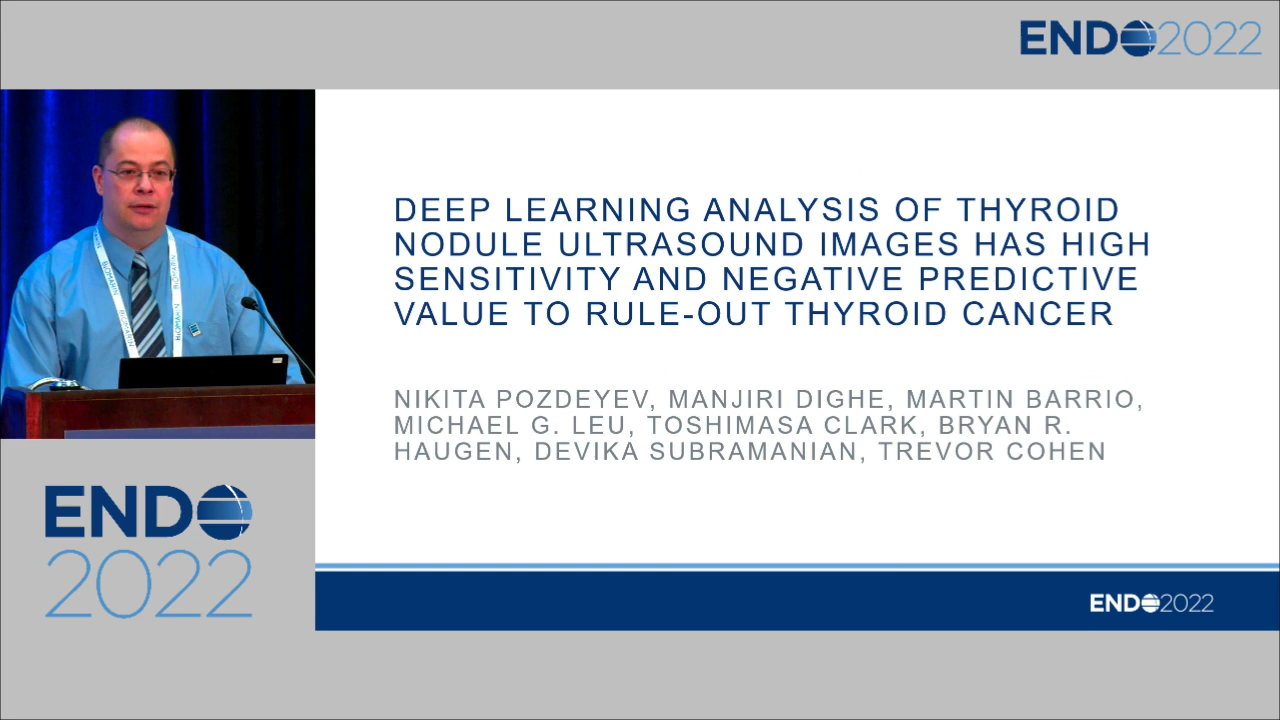 ENDO2022
DEEP LEARNING ANALYSIS OF THYROID
NODULE ULTRASOUND IMAGES HAS HIGH
SENSITIVITY AND NEGATIVE PREDICTIVE
VALUE TO RULE-OUT THYROID CANCER
NIKITA POZDEYEV, MANJIRI DIGHE, MARTIN BARRIO,
MICHAEL G. LEU, TOSHIMASA CLARK, BRYAN R.
HAUGEN, DEVIKA SUBRAMANIAN, TREVOR COHEN
BIOMARIN
BIOMARIN
ENDO
2022
ENDO2022